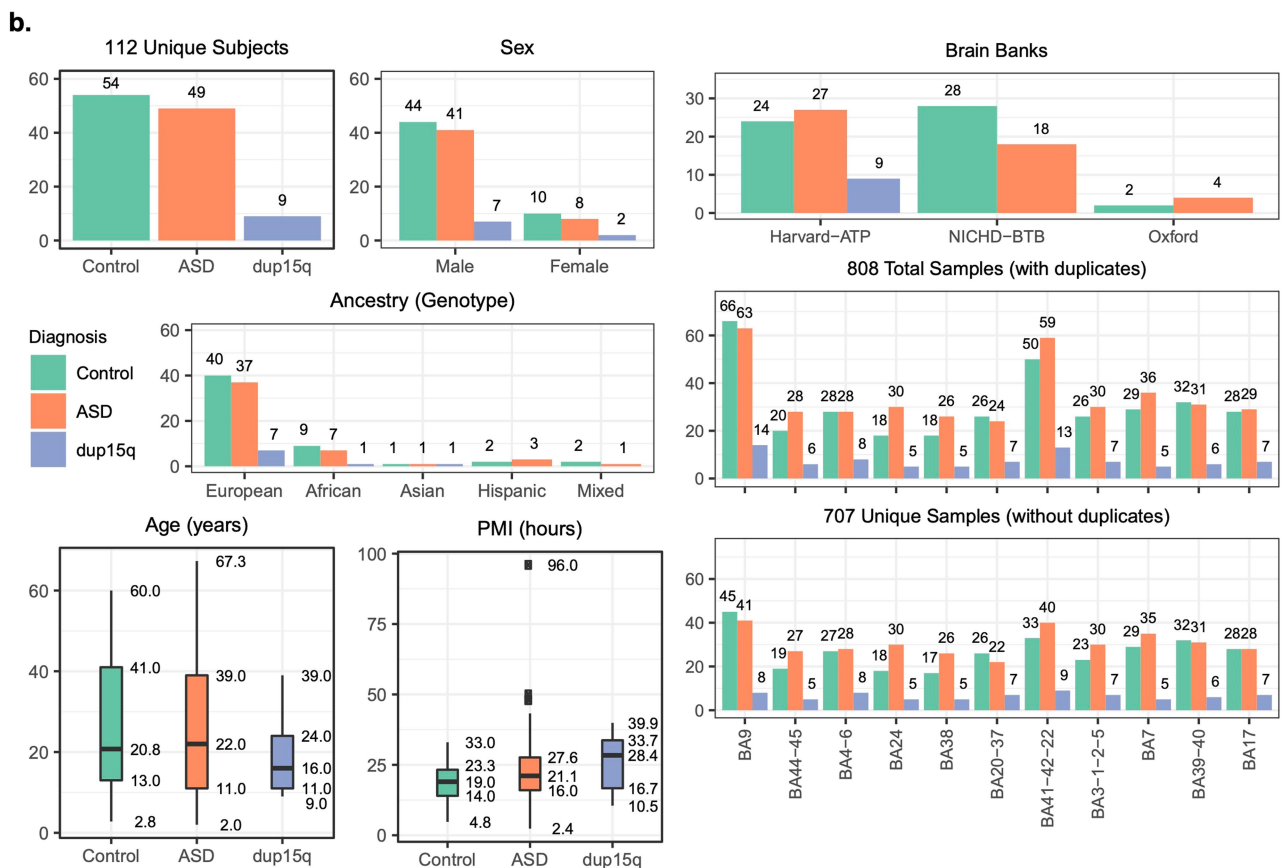 b.
112 Unique Subjects
60
40
20
0
54
49
9
Control ASD dup15q
Sex
60
40
20
0
44
41
7
10
8
2
Male Female
Brain Banks
30
20
10
0
24
27
9
28
18
2
4
Harvard−ATP NICHD−BTB Oxford
Diagnosis
Control
ASD
dup15q
Ancestry (Genotype)
60
40
20
0
40 37 7
9 7 1
1 1 1
2 3
2 1
European African Asian Hispanic Mixed
808 Total Samples (with duplicates)
60
40
20
0
66 63 14
20 28 6
28 28 8
18 30 5
18 26 5
26 24 7
50 59 13
26 30 7
29 36 5
32 31 6
28 29 7
Age (years)
60
40
20
0
60.0
41.0
20.8
13.0
2.8
67.3
39.0
22.0
11.0
2.0
39.0
24.0
16.0
11.0
9.0
Control ASD dup15q
PMI (hours)
100
75
50
25
0
33.0
23.3
19.0
14.0
4.8
96.0
27.6
21.1
16.0
2.4
39.9
33.7
28.4
16.7
10.5
Control ASD dup15q
707 Unique Samples (without duplicates)
60
40
20
0
45 41 8
19 27 5
27 28 8
18 30 5
17 26 5
26 22 7
33 40 9
23 30 7
29 35 5
32 31 6
28 28 7
BA9
BA44−45
BA4−6
BA24
BA38
BA20−37
BA41−42−22
BA3−1−2−5
BA7
BA39−40
BA17